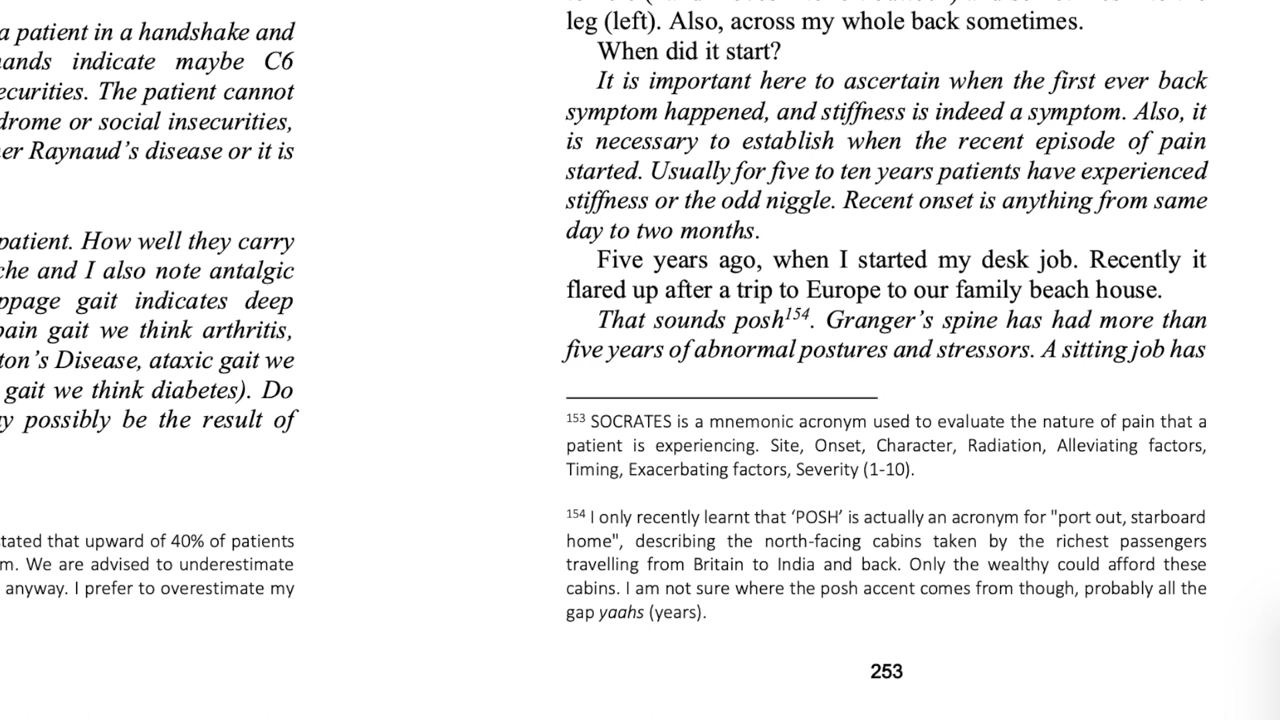 a patient in a handshake and
ands indicate maybe C6
ecurities. The patient cannot
drome or social insecurities,
er Raynaud's disease or it is
patient. How well they carry
che and I also note antalgic
ppage gait indicates deep
pain gait we think arthritis,
ton's Disease, ataxic gait we
gait we think diabetes). Do
y possibly be the result of
tated that upward of 40% of patients
m. We are advised to underestimate
anyway. I prefer to overestimate my
leg (left). Also, across my whole back sometimes.
When did it start?
It is important here to ascertain when the first ever back
symptom happened, and stiffness is indeed a symptom. Also, it
is necessary to establish when the recent episode of pain
started. Usually for five to ten years patients have experienced
stiffness or the odd niggle. Recent onset is anything from same
day to two months.
Five years ago, when I started my desk job. Recently it
flared up after a trip to Europe to our family beach house.
That sounds posh154. Granger's spine has had more than
five years of abnormal postures and stressors. A sitting job has
153 SOCRATES is a mnemonic acronym used to evaluate the nature of pain that a
patient is experiencing. Site, Onset, Character, Radiation, Alleviating factors,
Timing, Exacerbating factors, Severity (1-10).
154 I only recently learnt that 'POSH' is actually an acronym for "port out, starboard
home", describing the north-facing cabins taken by the richest passengers
travelling from Britain to India and back. Only the wealthy could afford these
cabins. I am not sure where the posh accent comes from though, probably all the
gap yaahs (years).
253